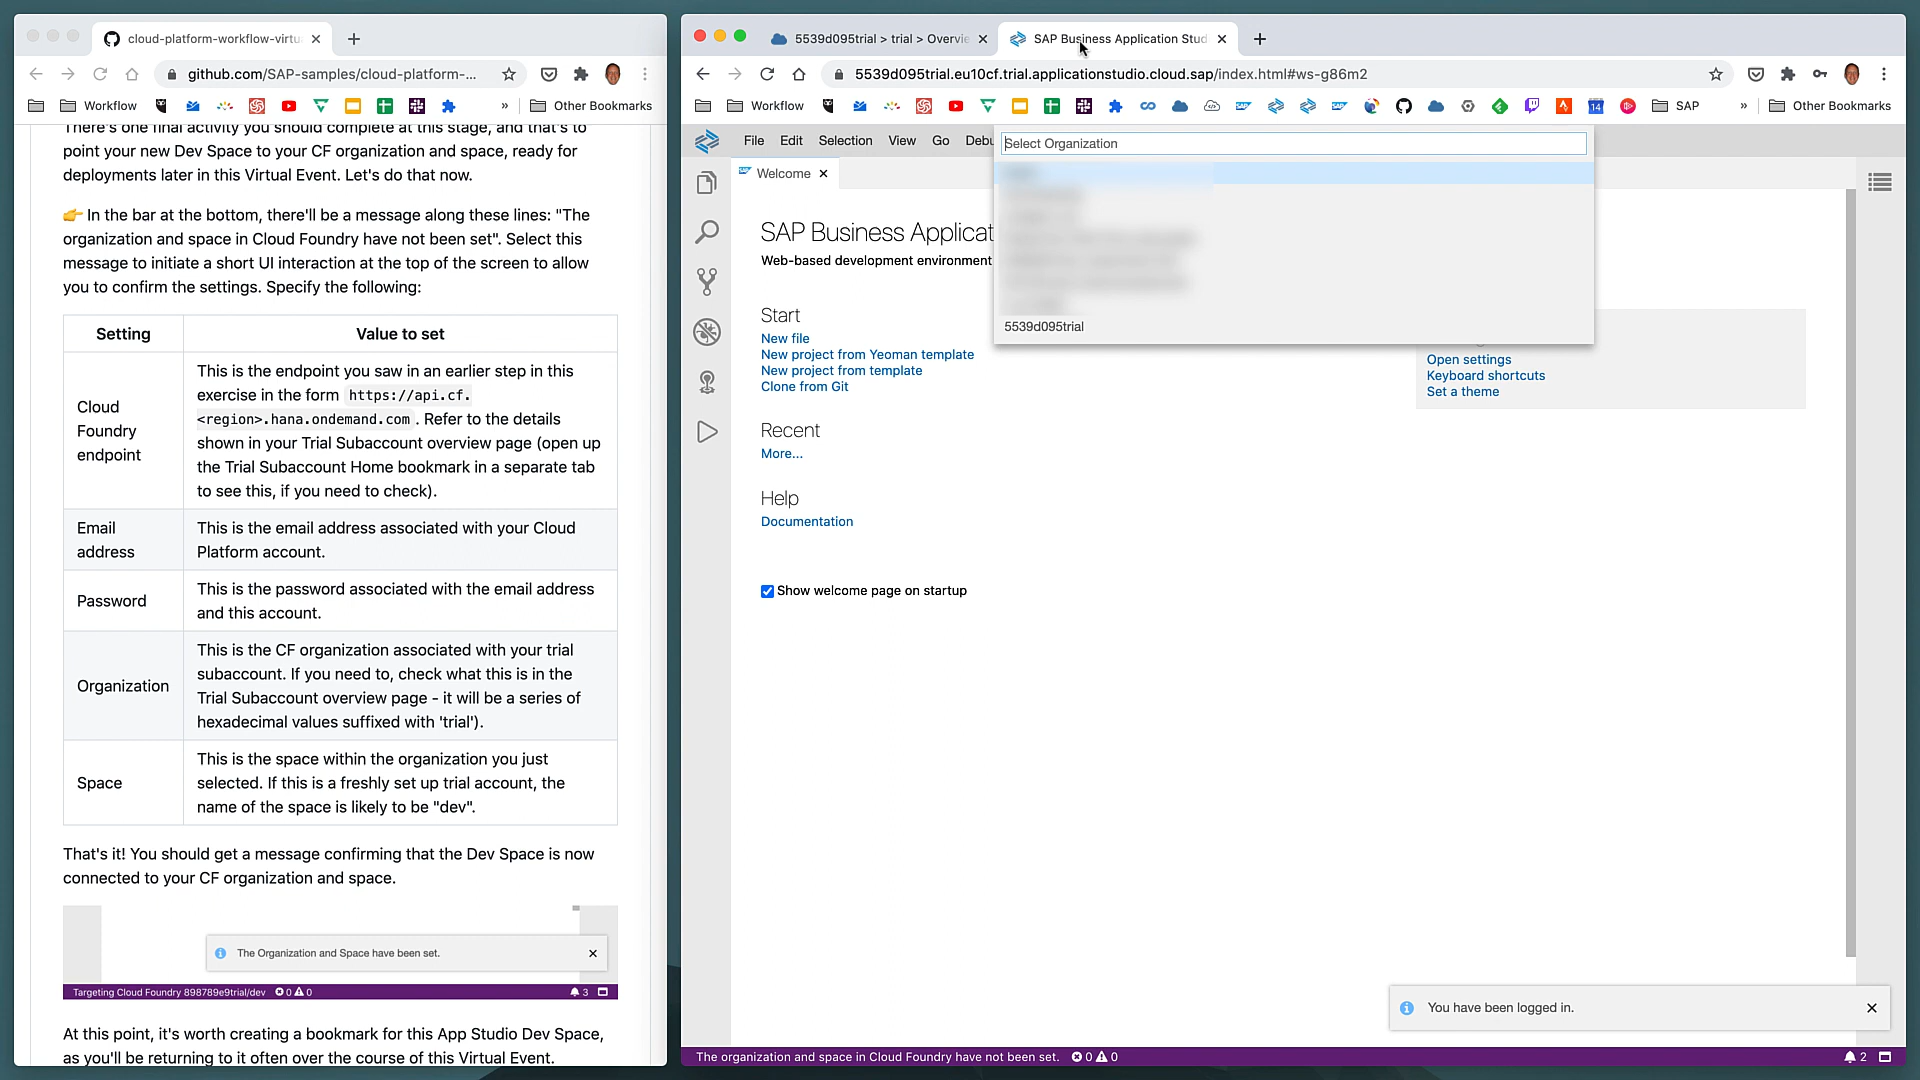 cloud-platform-workflow-virtu
github.com/SAP-samples/cloud-platform-...
Workflow
»
Other Bookmarks
There's one final activity you should complete at this stage, and that's to
point your new Dev Space to your CF organization and space, ready for
deployments later in this Virtual Event. Let's do that now.
👉 In the bar at the bottom, there'll be a message along these lines: "The
organization and space in Cloud Foundry have not been set". Select this
message to initiate a short UI interaction at the top of the screen to allow
you to confirm the settings. Specify the following:
Setting
Value to set
Cloud
Foundry
endpoint
This is the endpoint you saw in an earlier step in this
exercise in the form https://api.cf.
<region>.hana.ondemand.com . Refer to the details
shown in your Trial Subaccount overview page (open up
the Trial Subaccount Home bookmark in a separate tab
to see this, if you need to check).
Email
address
This is the email address associated with your Cloud
Platform account.
Password
This is the password associated with the email address
and this account.
Organization
This is the CF organization associated with your trial
subaccount. If you need to, check what this is in the
Trial Subaccount overview page - it will be a series of
hexadecimal values suffixed with 'trial').
Space
This is the space within the organization you just
selected. If this is a freshly set up trial account, the
name of the space is likely to be "dev".
That's it! You should get a message confirming that the Dev Space is now
connected to your CF organization and space.
The Organization and Space have been set.
Targeting Cloud Foundry 898789e9trial/dev 0 0
3
At this point, it's worth creating a bookmark for this App Studio Dev Space,
as you'll be returning to it often over the course of this Virtual Event.
5539d095trial > trial > Overvie
SAP Business Application Stud
5539d095trial.eu10cf.trial.applicationstudio.cloud.sap/index.html#ws-g86m2
Workflow
14
SAP
»
Other Bookmarks
File Edit Selection View Go Debu
Select Organization
5539d095trial
Welcome
SAP Business Applicat
Web-based development environment
Start
New file
New project from Yeoman template
New project from template
Clone from Git
Recent
More...
Help
Documentation
Show welcome page on startup
Open settings
Keyboard shortcuts
Set a theme
You have been logged in.
The organization and space in Cloud Foundry have not been set. 0 0
2